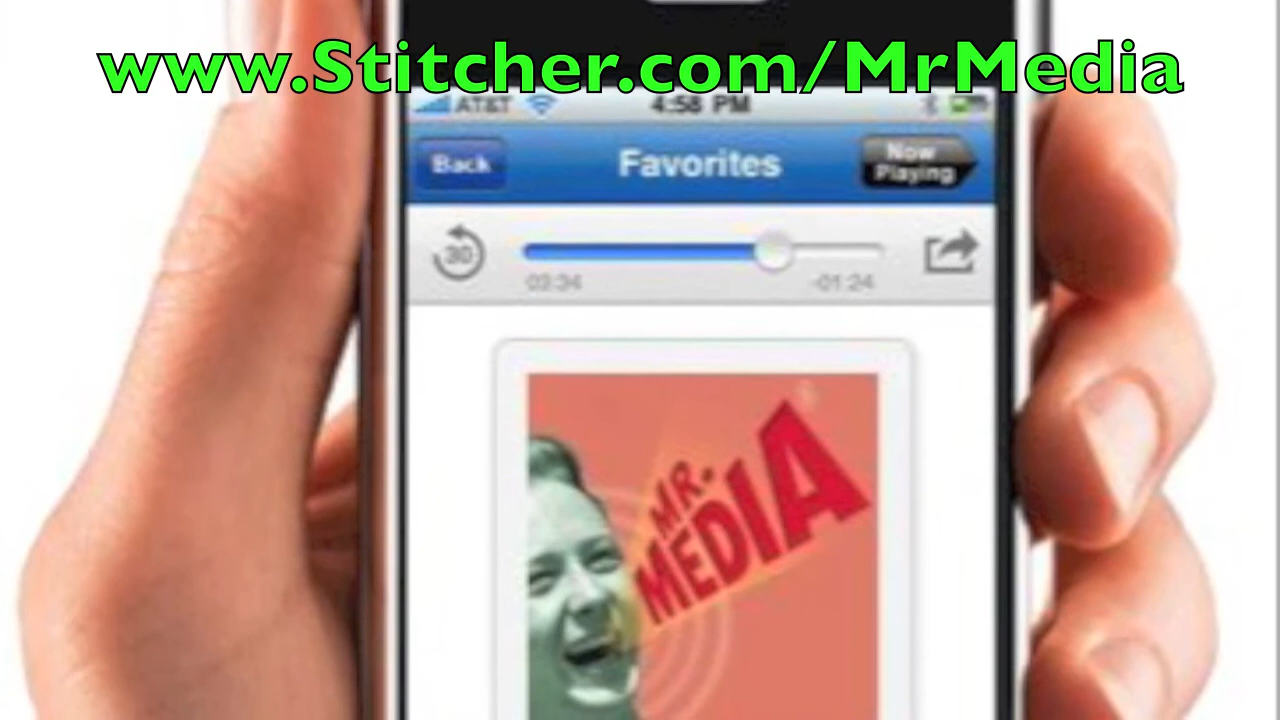 www.Stitcher.com/MrMedia
AT&T 4:58 PM
Back Favorites Now Playing
30
03:34 -01:24
MR.
MEDIA